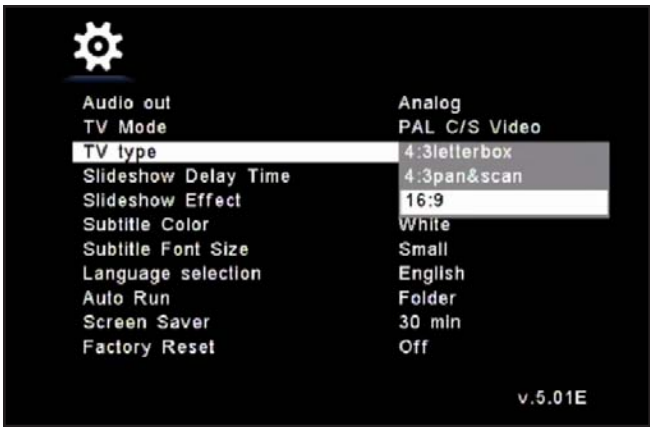 Audio out Analog
TV Mode PAL C/S Video
TV type 4:3letterbox
Slideshow Delay Time 4:3pan&scan
Slideshow Effect 16:9
Subtitle Color White
Subtitle Font Size Small
Language selection English
Auto Run Folder
Screen Saver 30 min
Factory Reset Off
v.5.01E